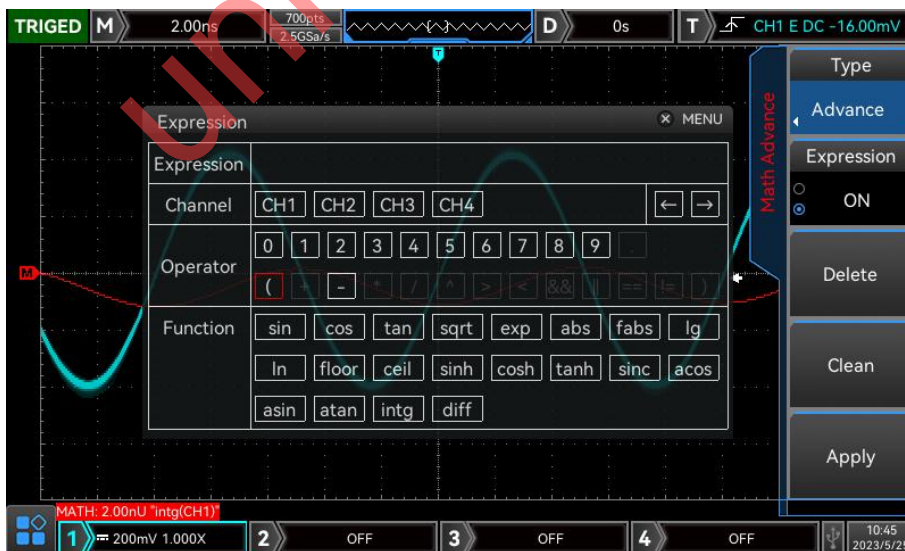 TRIGED M 2.00ns 700pts 2.5GSa/s D 0s T CH1 E DC -16.00mV
T
Type
Advance
Math Advance
Expression
ON
Delete
Clean
Apply
uni
Expression × MENU
Expression
Channel CH1 CH2 CH3 CH4 ← →
Operator 0 1 2 3 4 5 6 7 8 9 .
( + - * / ^ > < && || == != )
Function sin cos tan sqrt exp abs fabs lg
ln floor ceil sinh cosh tanh sinc acos
asin atan intg diff
M
MATH: 2.00nU "intg(CH1)"
1 200mV 1.000X 2 OFF 3 OFF 4 OFF 10:45
2023/5/25